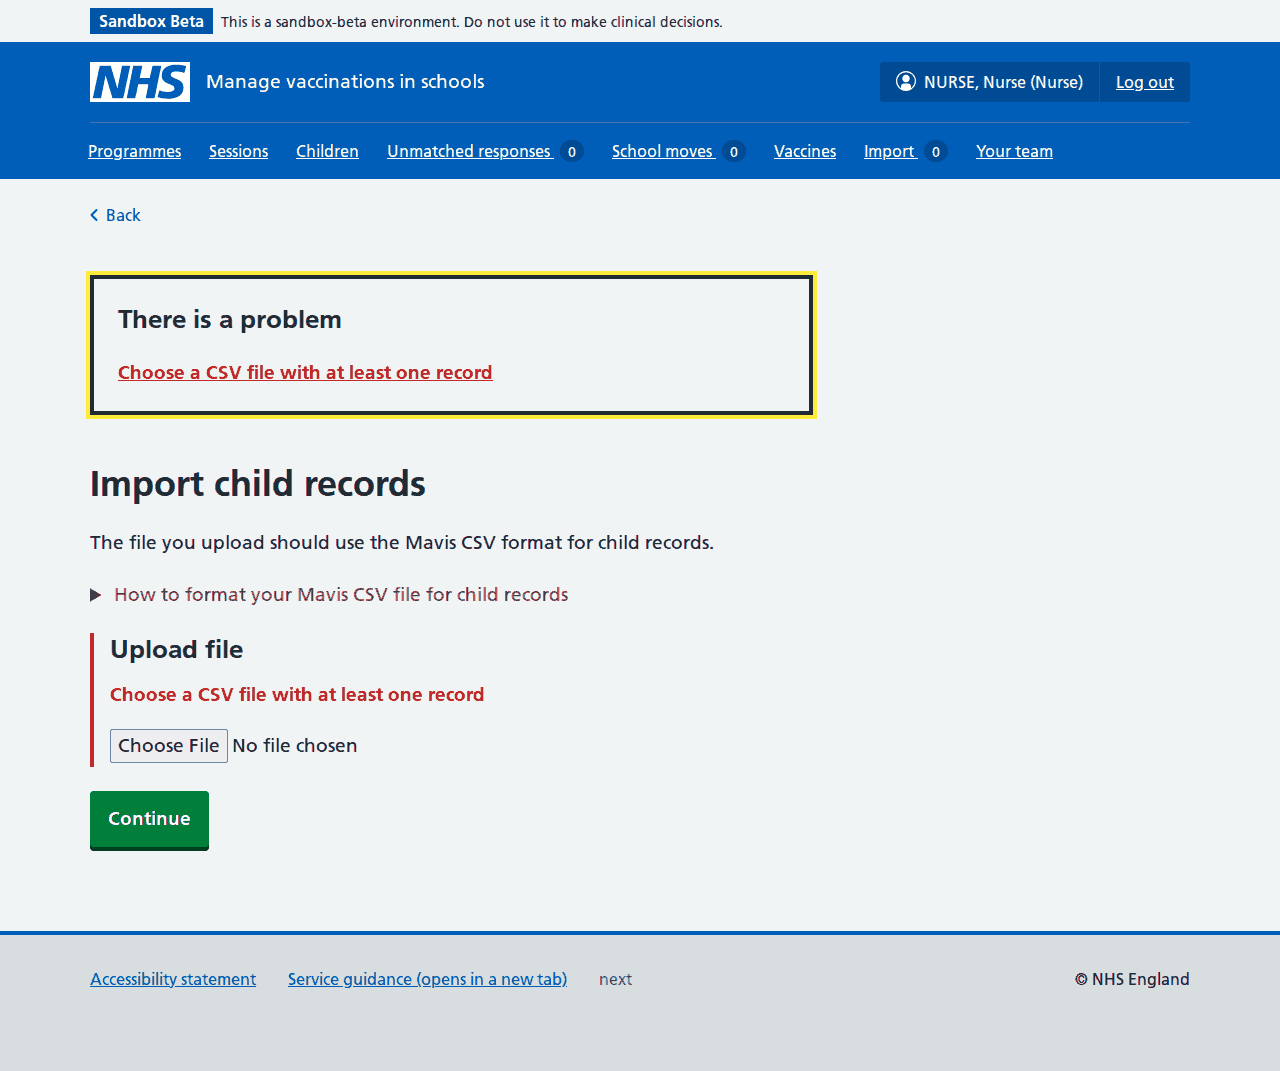 Sandbox Beta This is a sandbox-beta environment. Do not use it to make clinical decisions.
NHS Manage vaccinations in schools NURSE, Nurse (Nurse) Log out
Programmes Sessions Children Unmatched responses 0 School moves 0 Vaccines Import 0 Your team
Back
There is a problem
Choose a CSV file with at least one record
Import child records
The file you upload should use the Mavis CSV format for child records.
How to format your Mavis CSV file for child records
Upload file
Choose a CSV file with at least one record
Choose File No file chosen
Continue
Accessibility statement Service guidance (opens in a new tab) next © NHS England